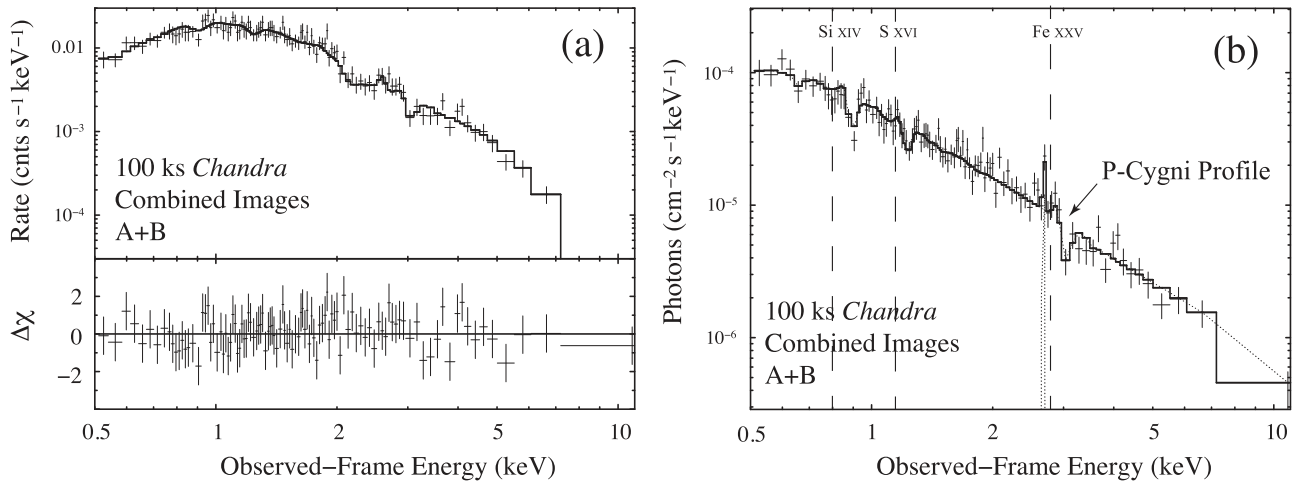 (a)
Rate (cnts s⁻¹ keV⁻¹)
0.01
10⁻³
10⁻⁴
100 ks Chandra
Combined Images
A+B
Δχ
2
0
−2
0.5 1 2 5 10
Observed−Frame Energy (keV)
Si XIV S XVI Fe XXV
(b)
Photons (cm⁻² s⁻¹keV⁻¹)
10⁻⁴
10⁻⁵
10⁻⁶
P-Cygni Profile
100 ks Chandra
Combined Images
A+B
0.5 1 2 5 10
Observed−Frame Energy (keV)